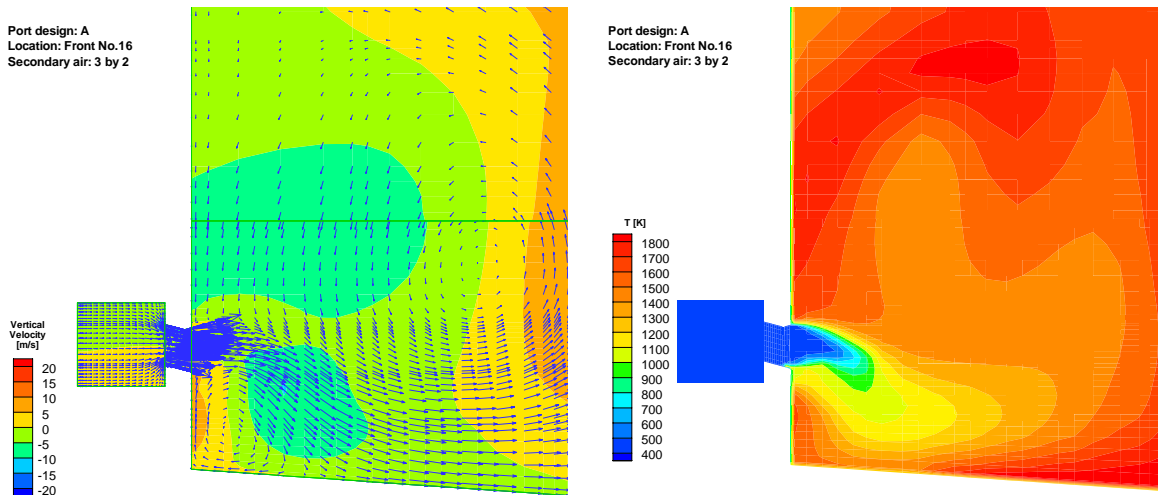 Port design: A
Location: Front No.16
Secondary air: 3 by 2
Vertical
Velocity
[m/s]
20
15
10
5
0
-5
-10
-15
-20
Port design: A
Location: Front No.16
Secondary air: 3 by 2
T [K]
1800
1700
1600
1500
1400
1300
1200
1100
1000
900
800
700
600
500
400